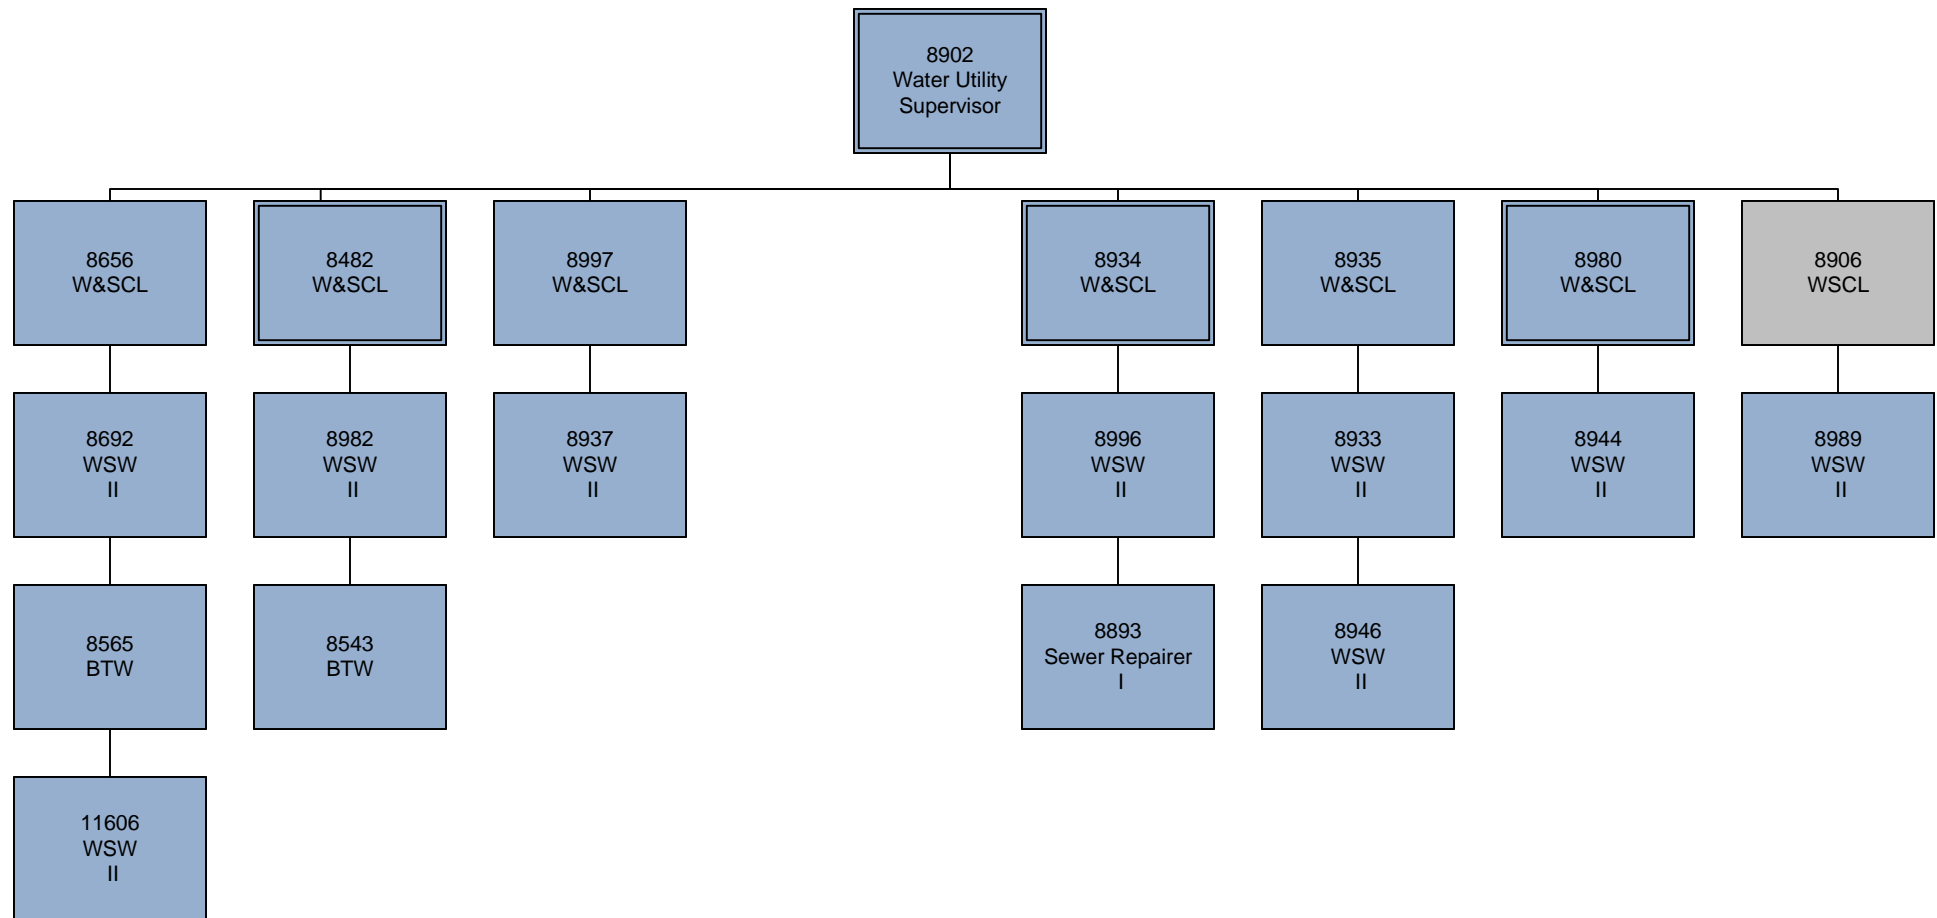 8902
Water Utility
Supervisor
8656
W&SCL
8482
W&SCL
8997
W&SCL
8934
W&SCL
8935
W&SCL
8980
W&SCL
8906
WSCL
8692
WSW
II
8982
WSW
II
8937
WSW
II
8996
WSW
II
8933
WSW
II
8944
WSW
II
8989
WSW
II
8565
BTW
8543
BTW
8893
Sewer Repairer
I
8946
WSW
II
11606
WSW
II